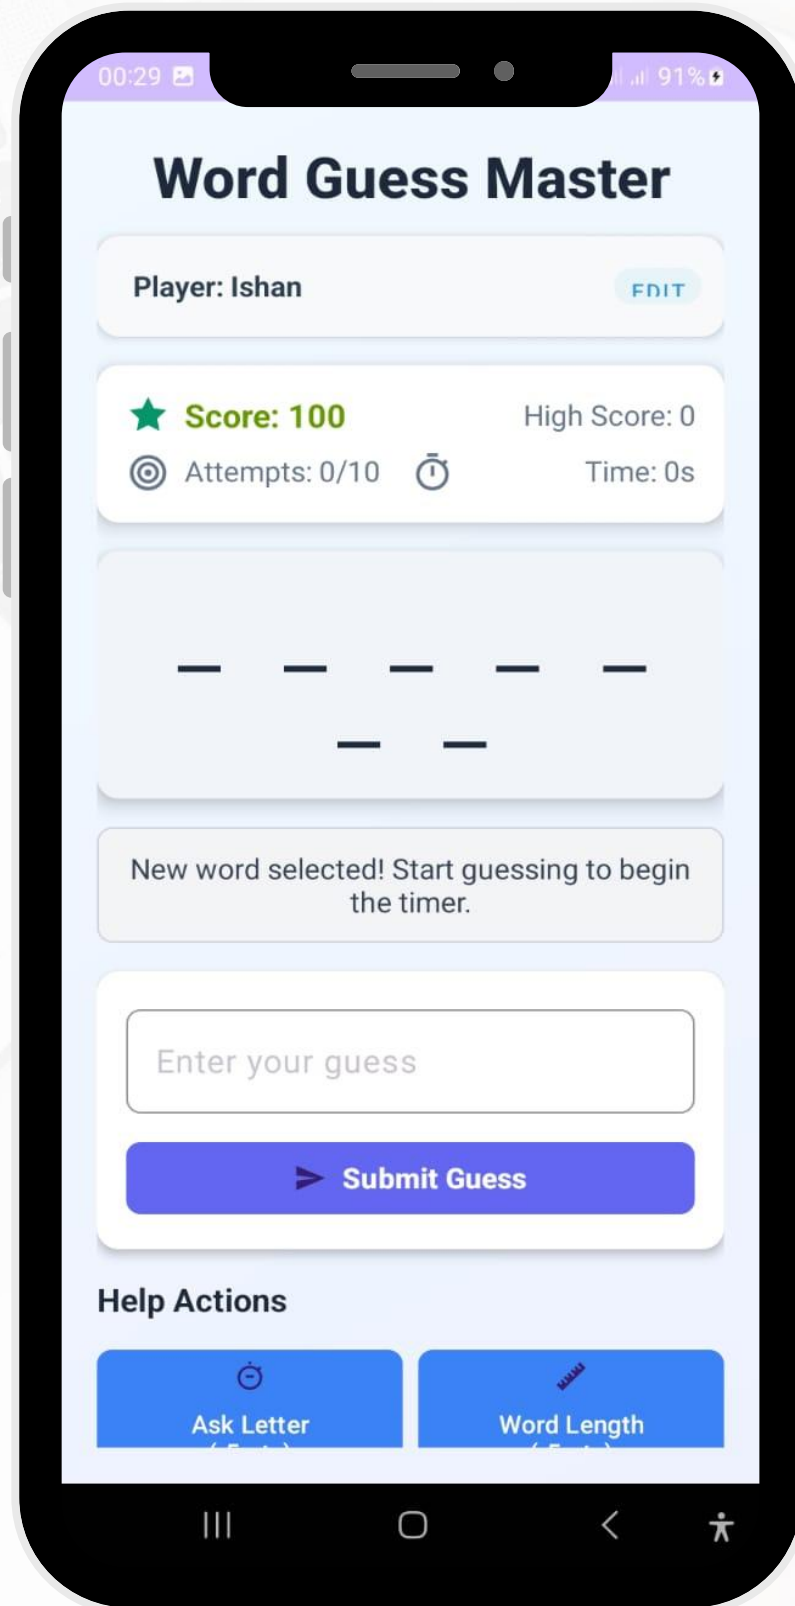 00:29 91%
Word Guess Master
Player: Ishan EDIT
Score: 100 High Score: 0
Attempts: 0/10 Time: 0s
_ _ _ _ _
_ _
New word selected! Start guessing to begin
the timer.
Enter your guess
Submit Guess
Help Actions
Ask Letter Word Length